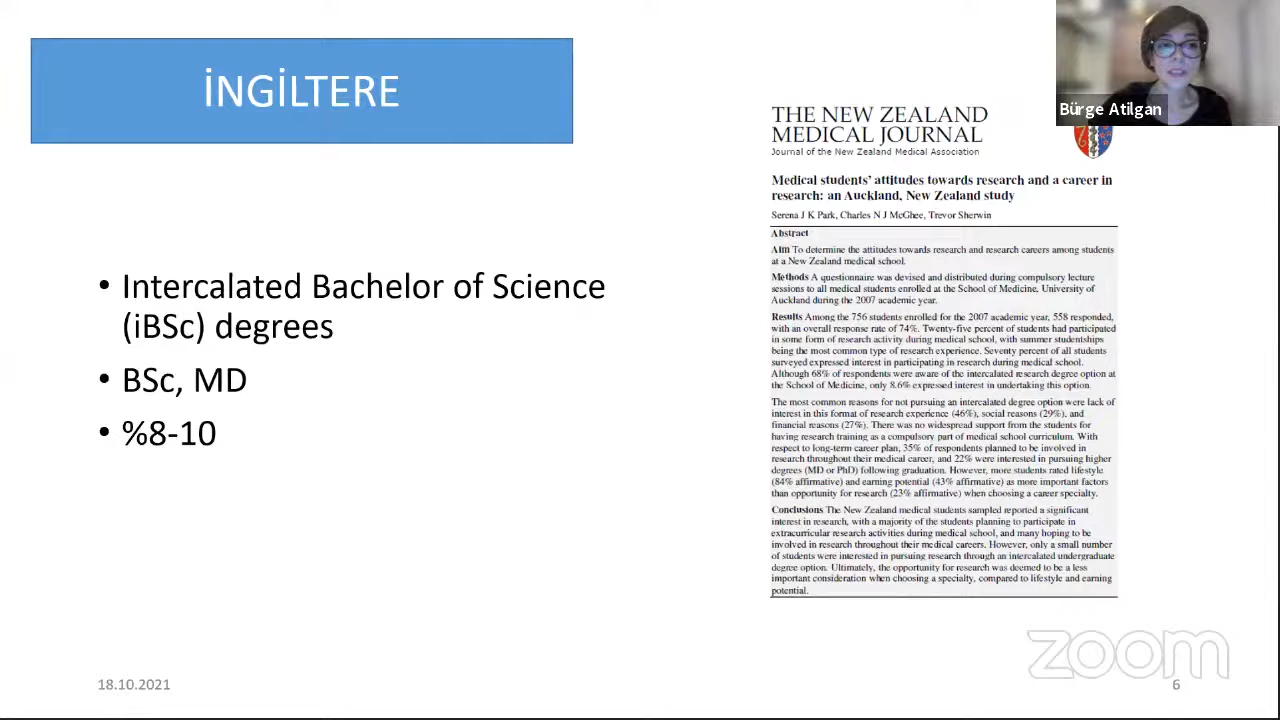 İNGİLTERE
• Intercalated Bachelor of Science
(iBSc) degrees
• BSc, MD
• %8-10
Bürge Atilgan
THE NEW ZEALAND
MEDICAL JOURNAL
Journal of the New Zealand Medical Association
Medical students' attitudes towards research and a career in
research: an Auckland, New Zealand study
Serena J K Park, Charles N J McGhee, Trevor Sherwin
Abstract
Aim To determine the attitudes towards research and research careers among students
at a New Zealand medical school.
Methods A questionnaire was devised and distributed during compulsory lecture
sessions to all medical students enrolled at the School of Medicine, University of
Auckland during the 2007 academic year.
Results Among the 756 students enrolled for the 2007 academic year, 558 responded,
with an overall response rate of 74%. Twenty-five percent of students had participated
in some form of research activity during medical school, with summer studentships
being the most common type of research experience. Seventy percent of all students
surveyed expressed interest in participating in research during medical school.
Although 68% of respondents were aware of the intercalated research degree option at
the School of Medicine, only 8.6% expressed interest in undertaking this option.
The most common reasons for not pursuing an intercalated degree option were lack of
interest in this format of research experience (46%), social reasons (29%), and
financial reasons (27%). There was no widespread support from the students for
having research training as a compulsory part of medical school curriculum. With
respect to long-term career plan, 35% of respondents planned to be involved in
research throughout their medical career, and 22% were interested in pursuing higher
degrees (MD or PhD) following graduation. However, more students rated lifestyle
(84% affirmative) and earning potential (43% affirmative) as more important factors
than opportunity for research (23% affirmative) when choosing a career specialty.
Conclusions The New Zealand medical students sampled reported a significant
interest in research, with a majority of the students planning to participate in
extracurricular research activities during medical school, and many hoping to be
involved in research throughout their medical careers. However, only a small number
of students were interested in pursuing research through an intercalated undergraduate
degree option. Ultimately, the opportunity for research was deemed to be a less
important consideration when choosing a specialty, compared to lifestyle and earning
potential.
zoom
18.10.2021
6